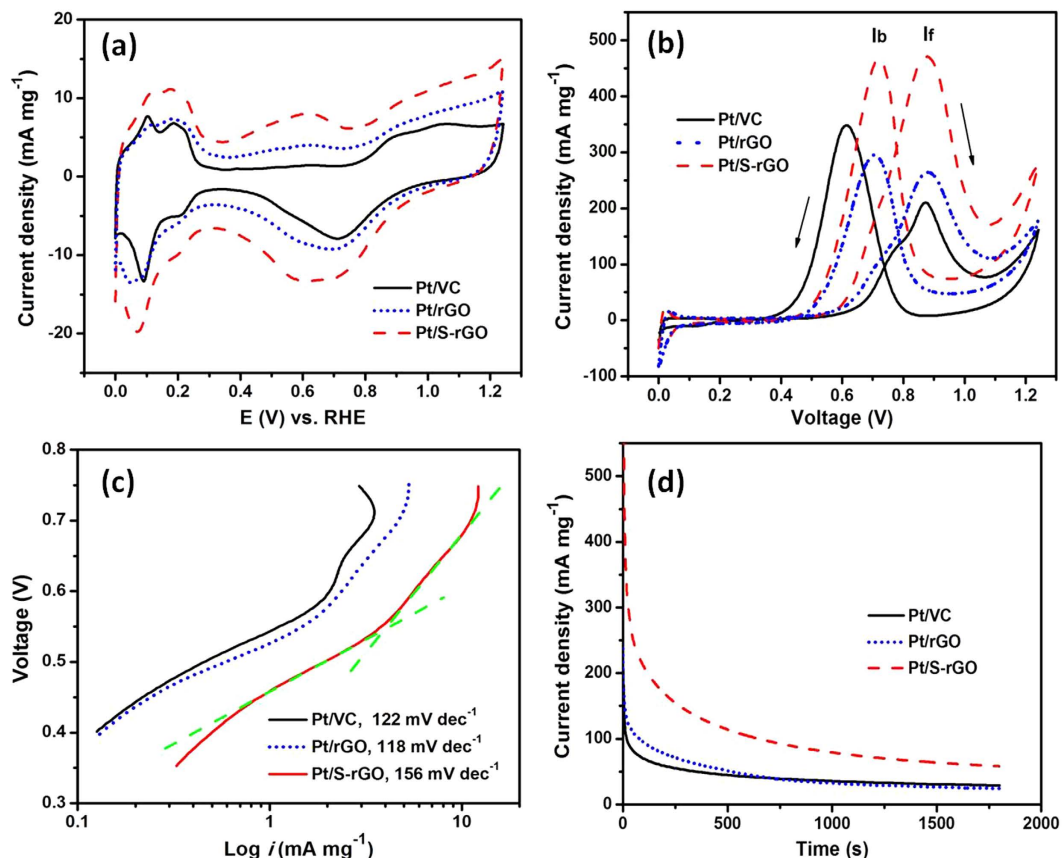 (a)
20
10
0
-10
-20
Current density (mA mg⁻¹)
Pt/VC
Pt/rGO
Pt/S-rGO
0.0 0.2 0.4 0.6 0.8 1.0 1.2
E (V) vs. RHE
(b)
Ib If
500
400
300
200
100
0
-100
Current density (mA mg⁻¹)
Pt/VC
Pt/rGO
Pt/S-rGO
0.0 0.2 0.4 0.6 0.8 1.0 1.2
Voltage (V)
(c)
0.8
0.7
0.6
0.5
0.4
0.3
Voltage (V)
Pt/VC, 122 mV dec⁻¹
Pt/rGO, 118 mV dec⁻¹
Pt/S-rGO, 156 mV dec⁻¹
0.1 1 10
Log i (mA mg⁻¹)
(d)
500
400
300
200
100
0
Current density (mA mg⁻¹)
Pt/VC
Pt/rGO
Pt/S-rGO
0 500 1000 1500 2000
Time (s)